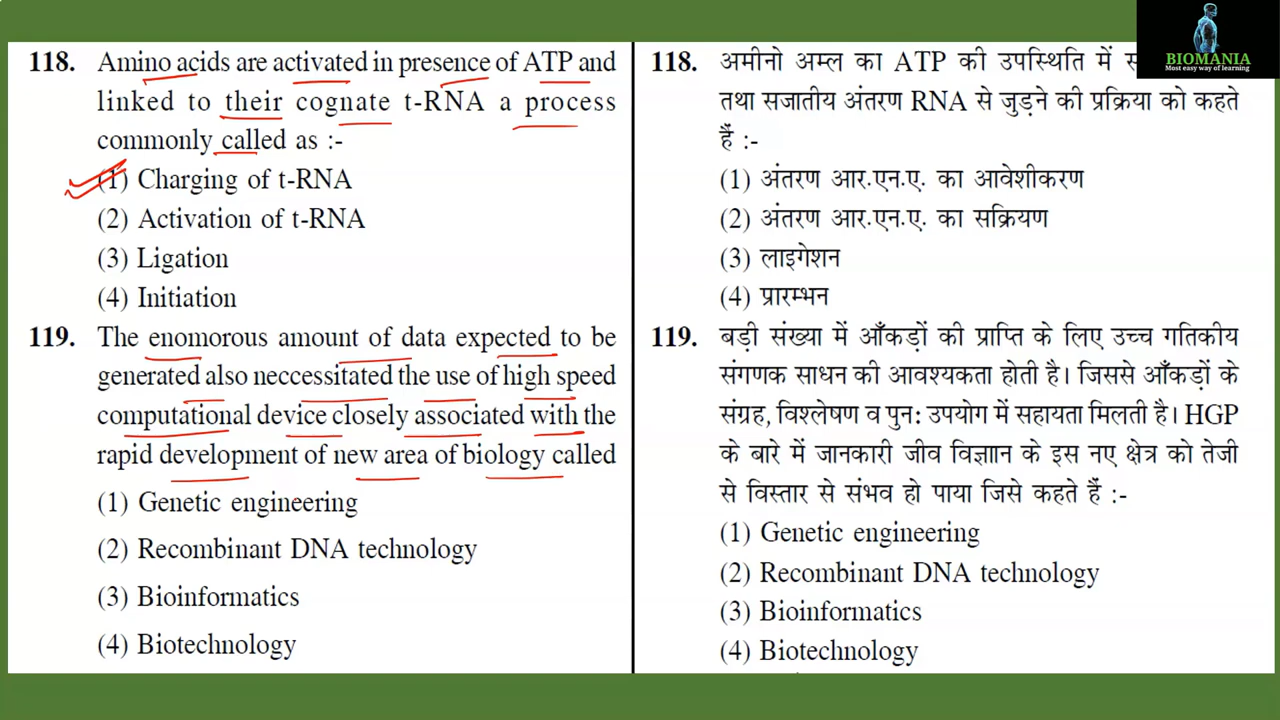 BIOMANIA
Most easy way of learning
118. Amino acids are activated in presence of ATP and
linked to their cognate t-RNA a process
commonly called as :-
(1) Charging of t-RNA
(2) Activation of t-RNA
(3) Ligation
(4) Initiation
119. The enomorous amount of data expected to be
generated also neccessitated the use of high speed
computational device closely associated with the
rapid development of new area of biology called
(1) Genetic engineering
(2) Recombinant DNA technology
(3) Bioinformatics
(4) Biotechnology
118. अमीनो अम्ल का ATP की उपस्थिति में
तथा सजातीय अंतरण RNA से जुड़ने की प्रक्रिया को कहते
हैं :-
(1) अंतरण आर.एन.ए. का आवेशीकरण
(2) अंतरण आर.एन.ए. का सक्रियण
(3) लाइगेशन
(4) प्रारम्भन
119. बड़ी संख्या में आँकड़ों की प्राप्ति के लिए उच्च गतिकीय
संगणक साधन की आवश्यकता होती है। जिससे आँकड़ों के
संग्रह, विश्लेषण व पुन: उपयोग में सहायता मिलती है। HGP
के बारे में जानकारी जीव विज्ञाान के इस नए क्षेत्र को तेजी
से विस्तार से संभव हो पाया जिसे कहते हैं :-
(1) Genetic engineering
(2) Recombinant DNA technology
(3) Bioinformatics
(4) Biotechnology